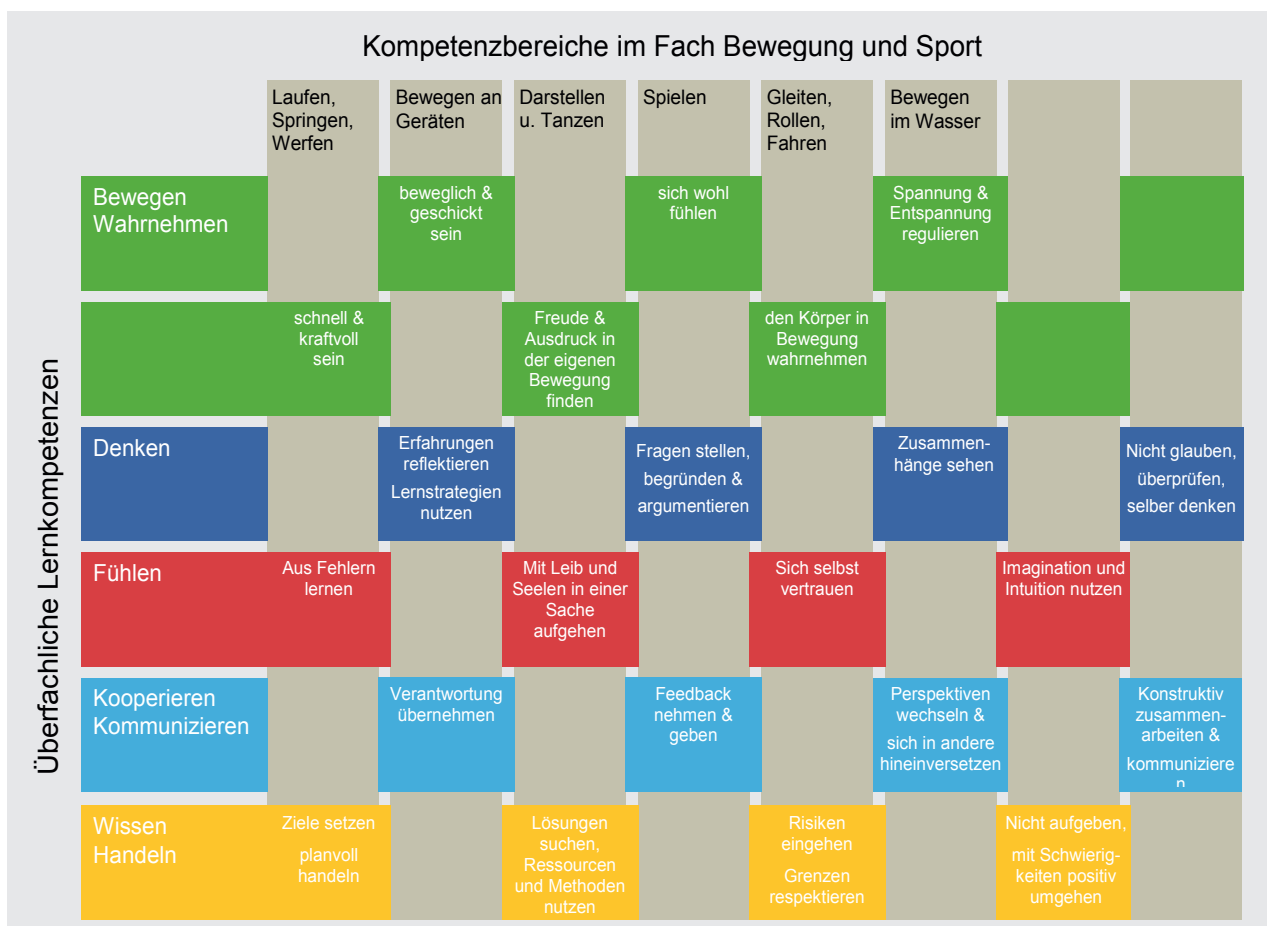 Kompetenzbereiche im Fach Bewegung und Sport
Laufen,
Springen,
Werfen
Bewegen an
Geräten
Darstellen
u. Tanzen
Spielen
Gleiten,
Rollen,
Fahren
Bewegen
im Wasser
Überfachliche Lernkompetenzen
Bewegen
Wahrnehmen
beweglich &
geschickt
sein
sich wohl
fühlen
Spannung &
Entspannung
regulieren
schnell &
kraftvoll
sein
Freude &
Ausdruck in
der eigenen
Bewegung
finden
den Körper in
Bewegung
wahrnehmen
Denken
Erfahrungen
reflektieren
Lernstrategien
nutzen
Fragen stellen,
begründen &
argumentieren
Zusammen-
hänge sehen
Nicht glauben,
überprüfen,
selber denken
Fühlen
Aus Fehlern
lernen
Mit Leib und
Seelen in einer
Sache
aufgehen
Sich selbst
vertrauen
Imagination und
Intuition nutzen
Kooperieren
Kommunizieren
Verantwortung
übernehmen
Feedback
nehmen &
geben
Perspektiven
wechseln &
sich in andere
hineinversetzen
Konstruktiv
zusammen-
arbeiten &
kommuniziere
n
Wissen
Handeln
Ziele setzen
planvoll
handeln
Lösungen
suchen,
Ressourcen
und Methoden
nutzen
Risiken
eingehen
Grenzen
respektieren
Nicht aufgeben,
mit Schwierig-
keiten positiv
umgehen